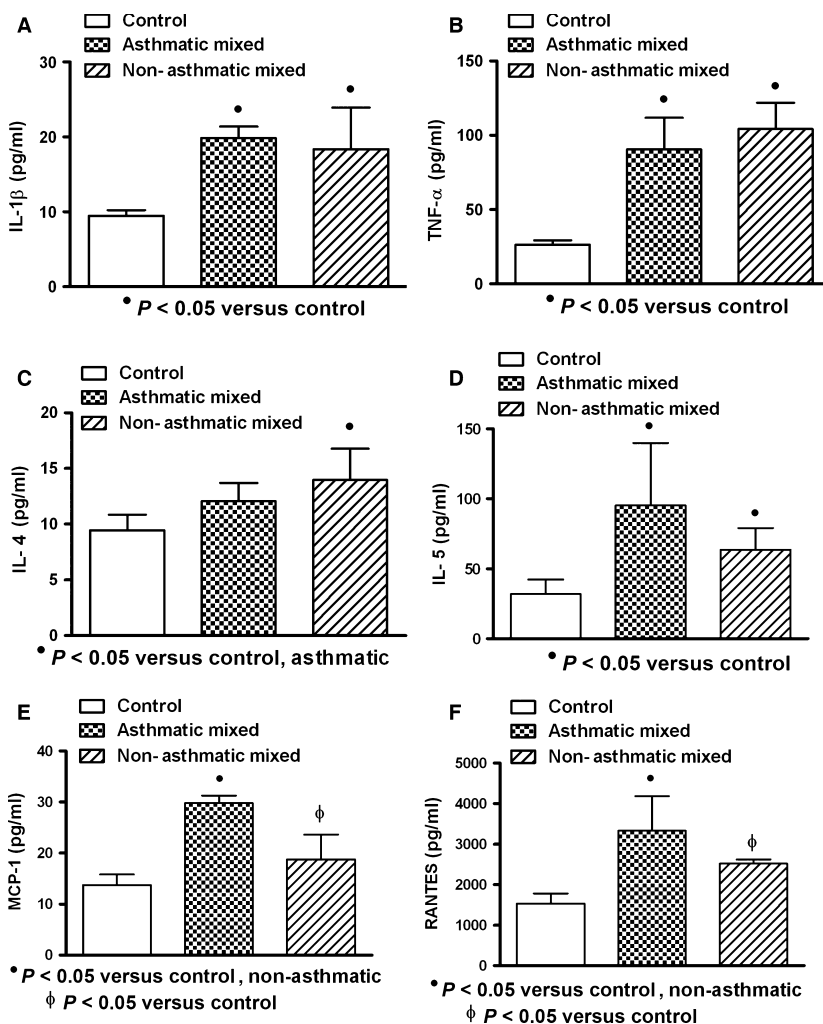 A
Control
Asthmatic mixed
Non- asthmatic mixed
30
20
10
0
IL-1β (pg/ml)
• P < 0.05 versus control
B
Control
Asthmatic mixed
Non- asthmatic mixed
150
100
50
0
TNF-α (pg/ml)
• P < 0.05 versus control
C
Control
Asthmatic mixed
Non- asthmatic mixed
20
15
10
5
0
IL- 4 (pg/ml)
• P < 0.05 versus control, asthmatic
D
Control
Asthmatic mixed
Non- asthmatic mixed
150
100
50
0
IL- 5 (pg/ml)
• P < 0.05 versus control
E
Control
Asthmatic mixed
Non- asthmatic mixed
40
30
20
10
0
MCP-1 (pg/ml)
ϕ
• P < 0.05 versus control, non-asthmatic
ϕ P < 0.05 versus control
F
Control
Asthmatic mixed
Non- asthmatic mixed
5000
4000
3000
2000
1000
0
RANTES (pg/ml)
ϕ
• P < 0.05 versus control, non-asthmatic
ϕ P < 0.05 versus control